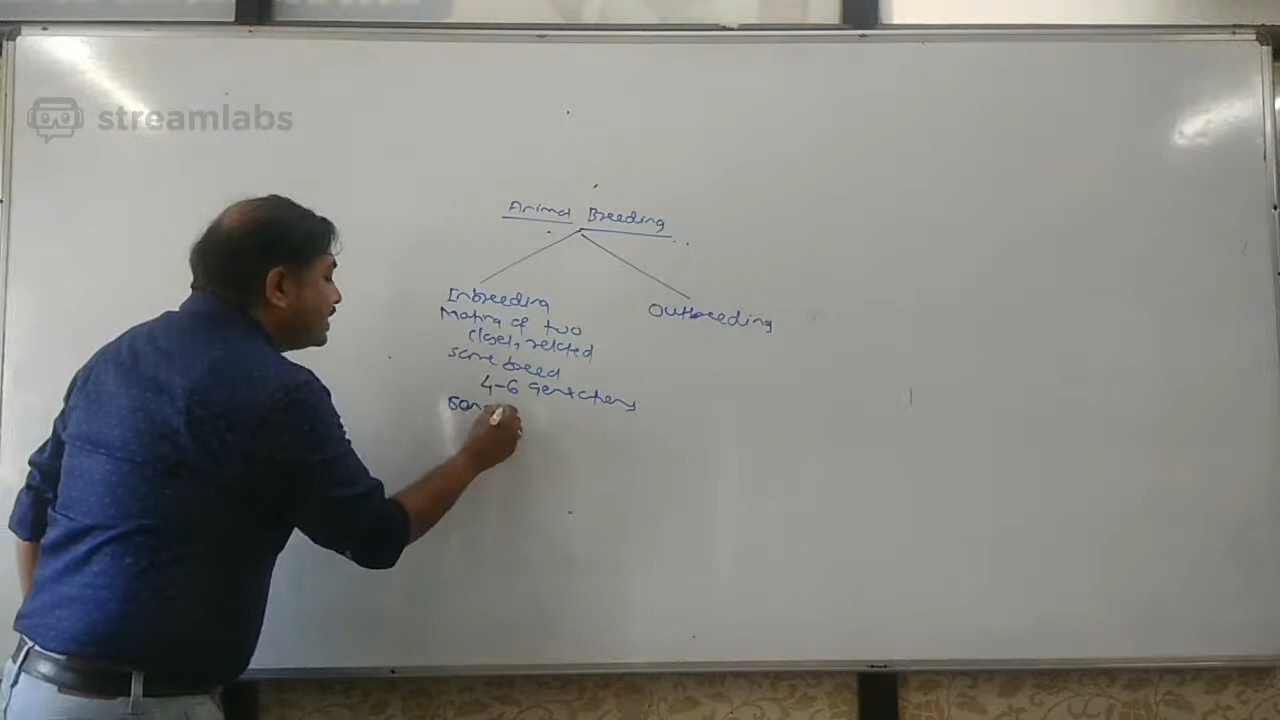 streamlabs
Animal Breeding
Inbreeding
Outbreeding
Mating of two
closely related
same breed
4-6 Generations